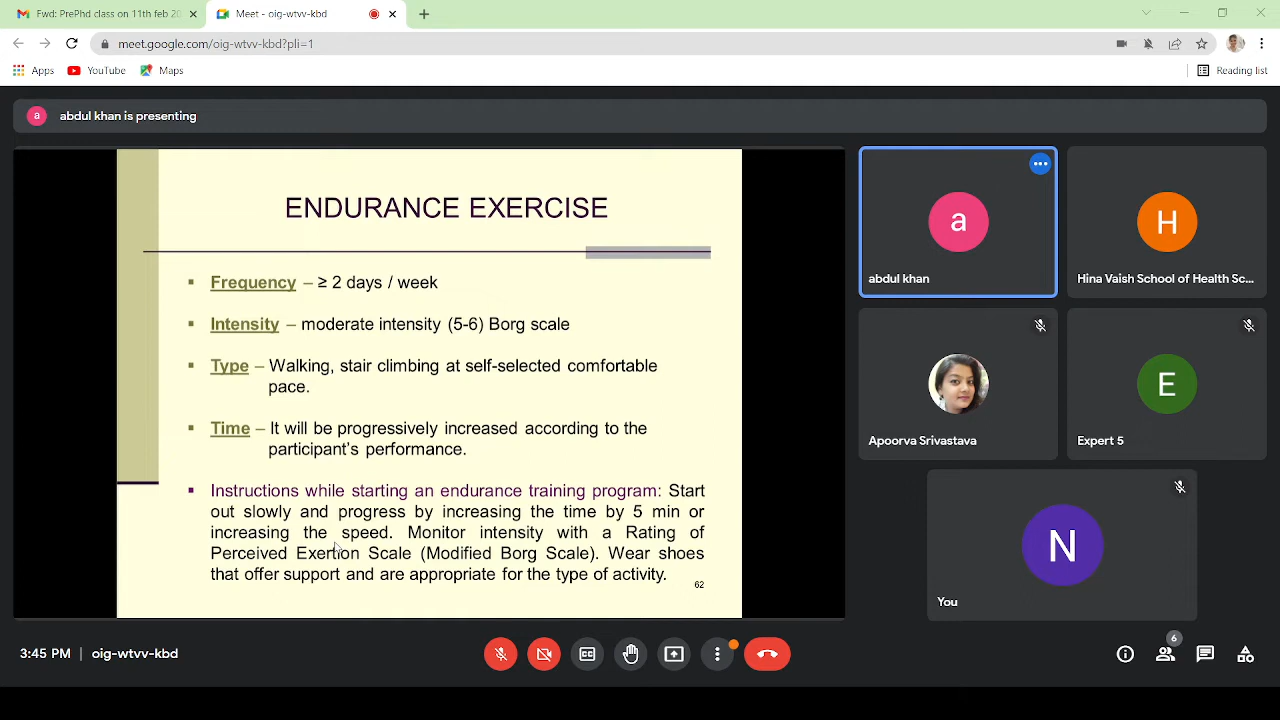 Fwd: PrePhd class on 11th feb 20
Meet - oig-wtvv-kbd
meet.google.com/oig-wtvv-kbd?pli=1
Apps YouTube Maps Reading list
a abdul khan is presenting
ENDURANCE EXERCISE
▪ Frequency – ≥ 2 days / week
▪ Intensity – moderate intensity (5-6) Borg scale
▪ Type – Walking, stair climbing at self-selected comfortable
pace.
▪ Time – It will be progressively increased according to the
participant's performance.
▪ Instructions while starting an endurance training program: Start
out slowly and progress by increasing the time by 5 min or
increasing the speed. Monitor intensity with a Rating of
Perceived Exertion Scale (Modified Borg Scale). Wear shoes
that offer support and are appropriate for the type of activity.
62
a
abdul khan
H
Hina Vaish School of Health Sc...
Apoorva Srivastava
E
Expert 5
N
You
3:45 PM | oig-wtvv-kbd
6